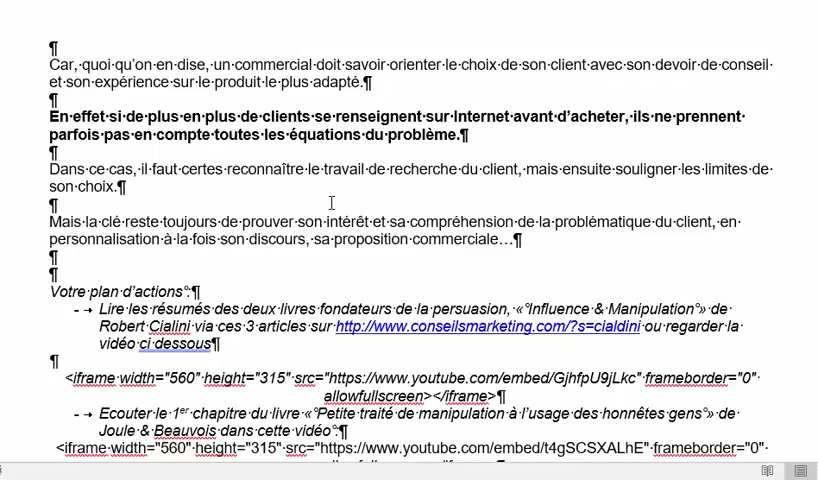 Car, quoi qu'on en dise, un commercial doit savoir orienter le choix de son client avec son devoir de conseil
et son expérience sur le produit le plus adapté.¶
¶
En effet si de plus en plus de clients se renseignent sur Internet avant d'acheter, ils ne prennent
parfois pas en compte toutes les équations du problème.¶
¶
Dans ce cas, il faut certes reconnaître le travail de recherche du client, mais ensuite souligner les limites de
son choix.¶
¶
Mais la clé reste toujours de prouver son intérêt et sa compréhension de la problématique du client, en
personnalisation à la fois son discours, sa proposition commerciale…¶
¶
¶
Votre plan d'actions°:¶
- → Lire les résumés des deux livres fondateurs de la persuasion, «°Influence & Manipulation°» de
Robert Cialini via ces 3 articles sur http://www.conseilsmarketing.com/?s=cialdini ou regarder la
vidéo ci dessous¶
¶
<iframe width="560" height="315" src="https://www.youtube.com/embed/GjhfpU9jLkc" frameborder="0"
allowfullscreen></iframe>¶
- → Ecouter le 1er chapitre du livre «°Petite traité de manipulation à l'usage des honnêtes gens°» de
Joule & Beauvois dans cette vidéo°:¶
<iframe width="560" height="315" src="https://www.youtube.com/embed/t4gSCSXALhE" frameborder="0"